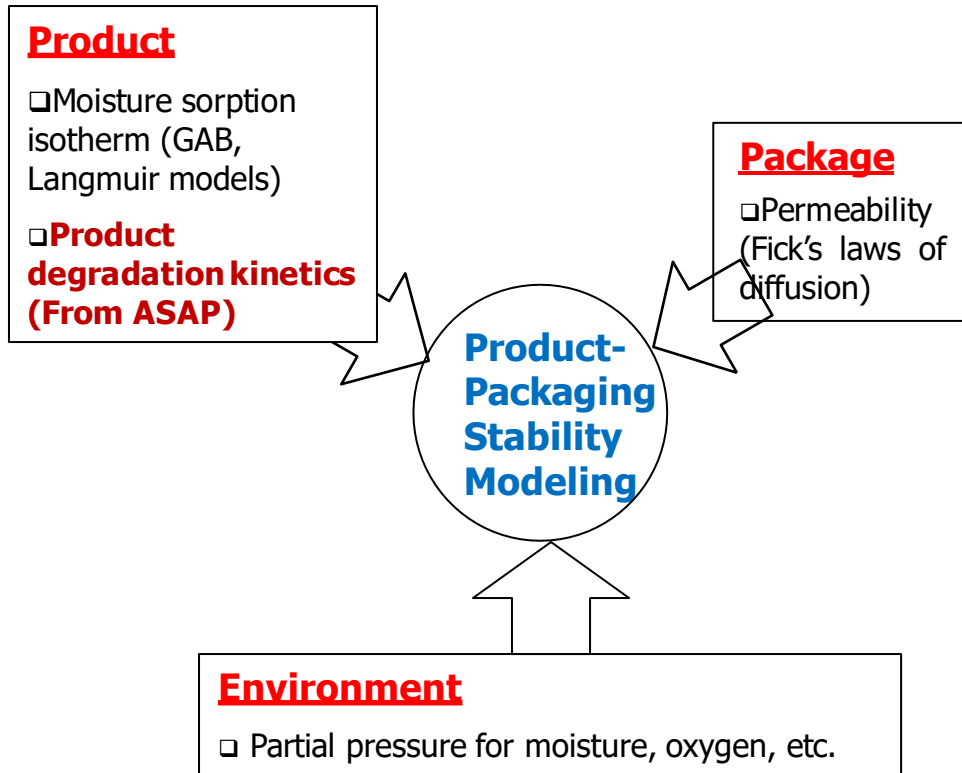 Product
❑Moisture sorption
isotherm (GAB,
Langmuir models)
❑Product
degradation kinetics
(From ASAP)
Package
❑Permeability
(Fick's laws of
diffusion)
Product-
Packaging
Stability
Modeling
Environment
❑ Partial pressure for moisture, oxygen, etc.